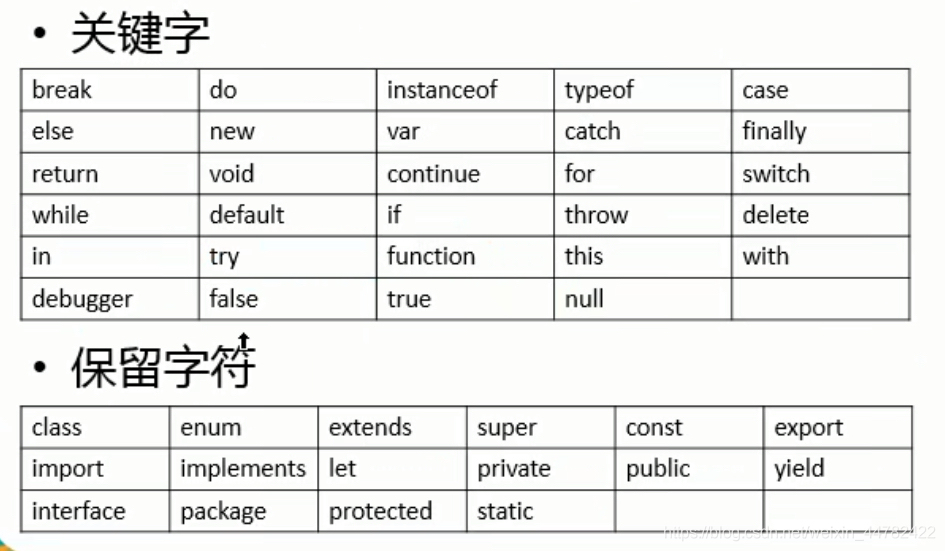 • 关键字
break do instanceof typeof case
else new var catch finally
return void continue for switch
while default if throw delete
in try function this with
debugger false true null
• 保留字符
class enum extends super const export
import implements let private public yield
interface package protected static
https://blog.csdn.net/weixin_44782422